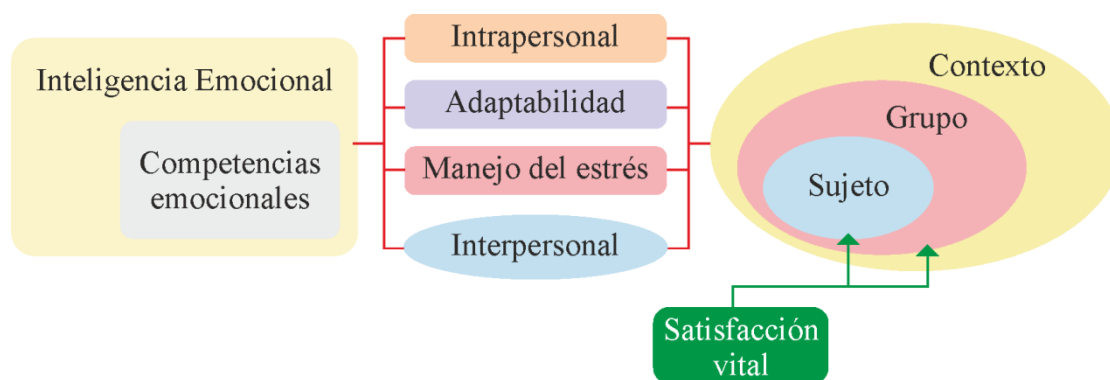 Inteligencia Emocional
Competencias
emocionales
Intrapersonal
Adaptabilidad
Manejo del estrés
Interpersonal
Contexto
Grupo
Sujeto
Satisfacción
vital